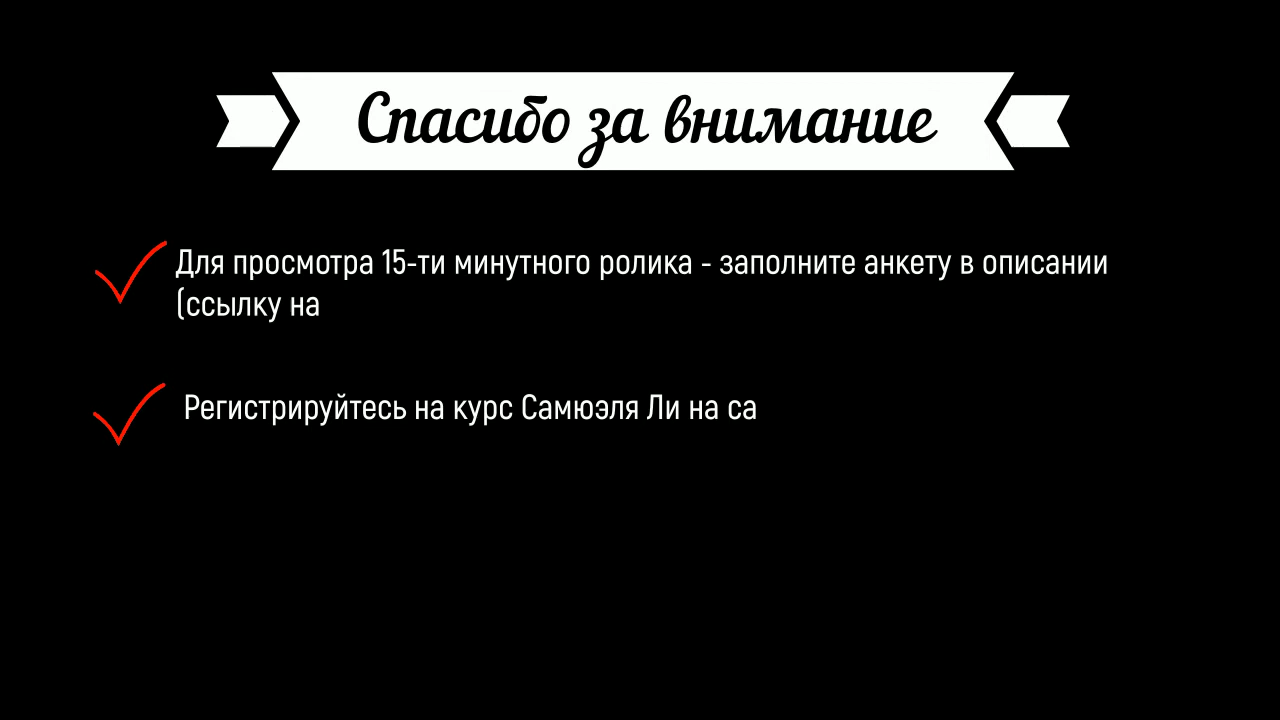 Спасибо за внимание
Для просмотра 15-ти минутного ролика - заполните анкету в описании
(ссылку на
Регистрируйтесь на курс Самюэля Ли на са